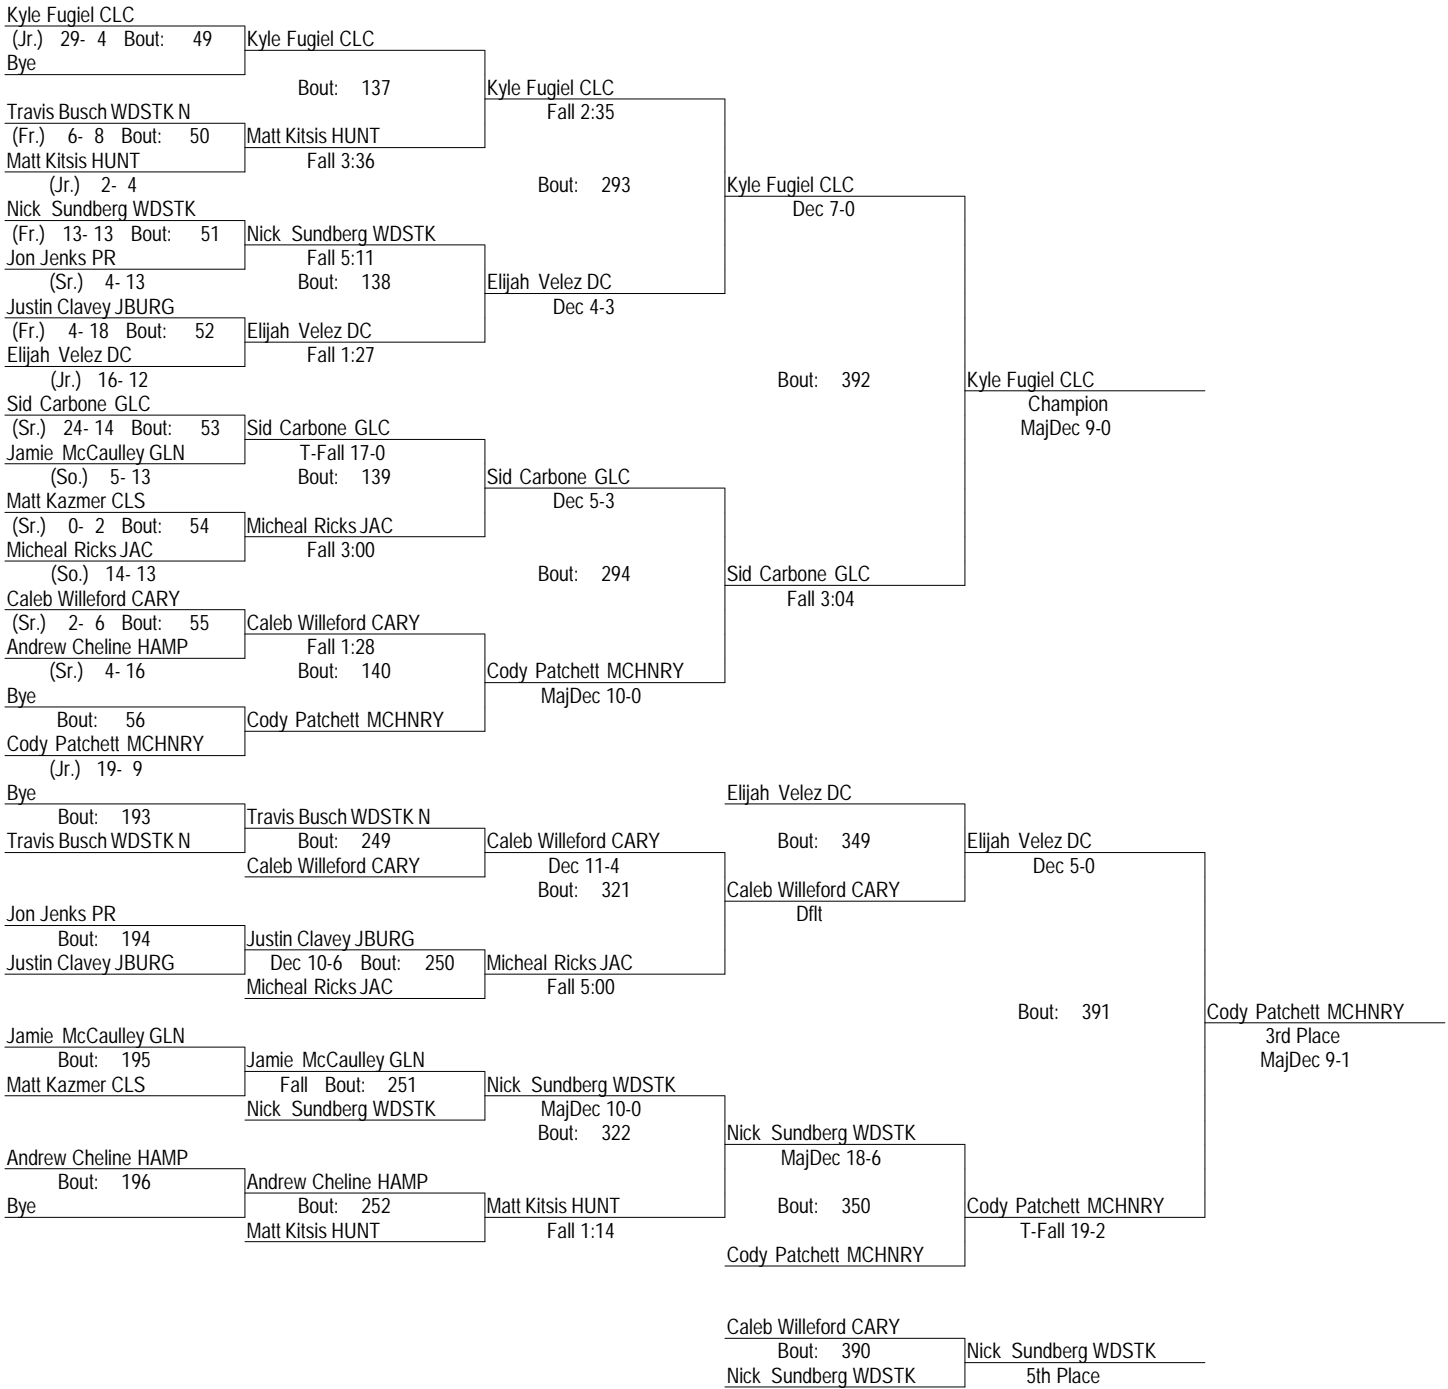 Kyle Fugiel CLC
(Jr.) 29- 4 Bout: 49 Kyle Fugiel CLC
Bye
Bout: 137 Kyle Fugiel CLC
Travis Busch WDSTK N Fall 2:35
(Fr.) 6- 8 Bout: 50 Matt Kitsis HUNT
Matt Kitsis HUNT Fall 3:36
(Jr.) 2- 4 Bout: 293 Kyle Fugiel CLC
Nick Sundberg WDSTK Dec 7-0
(Fr.) 13- 13 Bout: 51 Nick Sundberg WDSTK
Jon Jenks PR Fall 5:11
(Sr.) 4- 13 Bout: 138 Elijah Velez DC
Justin Clavey JBURG Dec 4-3
(Fr.) 4- 18 Bout: 52 Elijah Velez DC
Elijah Velez DC Fall 1:27
(Jr.) 16- 12 Bout: 392 Kyle Fugiel CLC
Sid Carbone GLC Champion
(Sr.) 24- 14 Bout: 53 Sid Carbone GLC MajDec 9-0
Jamie McCaulley GLN T-Fall 17-0
(So.) 5- 13 Bout: 139 Sid Carbone GLC
Matt Kazmer CLS Dec 5-3
(Sr.) 0- 2 Bout: 54 Micheal Ricks JAC
Micheal Ricks JAC Fall 3:00
(So.) 14- 13 Bout: 294 Sid Carbone GLC
Caleb Willeford CARY Fall 3:04
(Sr.) 2- 6 Bout: 55 Caleb Willeford CARY
Andrew Cheline HAMP Fall 1:28
(Sr.) 4- 16 Bout: 140 Cody Patchett MCHNRY
Bye MajDec 10-0
Bout: 56 Cody Patchett MCHNRY
Cody Patchett MCHNRY
(Jr.) 19- 9
Bye Elijah Velez DC
Bout: 193 Travis Busch WDSTK N
Travis Busch WDSTK N Bout: 249 Caleb Willeford CARY Bout: 349 Elijah Velez DC
Caleb Willeford CARY Dec 11-4 Dec 5-0
Bout: 321 Caleb Willeford CARY
Jon Jenks PR Dflt
Bout: 194 Justin Clavey JBURG
Justin Clavey JBURG Dec 10-6 Bout: 250 Micheal Ricks JAC
Micheal Ricks JAC Fall 5:00
Bout: 391 Cody Patchett MCHNRY
Jamie McCaulley GLN 3rd Place
Bout: 195 Jamie McCaulley GLN MajDec 9-1
Matt Kazmer CLS Fall Bout: 251 Nick Sundberg WDSTK
Nick Sundberg WDSTK MajDec 10-0
Bout: 322 Nick Sundberg WDSTK
Andrew Cheline HAMP MajDec 18-6
Bout: 196 Andrew Cheline HAMP
Bye Bout: 252 Matt Kitsis HUNT Bout: 350 Cody Patchett MCHNRY
Matt Kitsis HUNT Fall 1:14 T-Fall 19-2
Cody Patchett MCHNRY
Caleb Willeford CARY
Bout: 390 Nick Sundberg WDSTK
Nick Sundberg WDSTK 5th Place